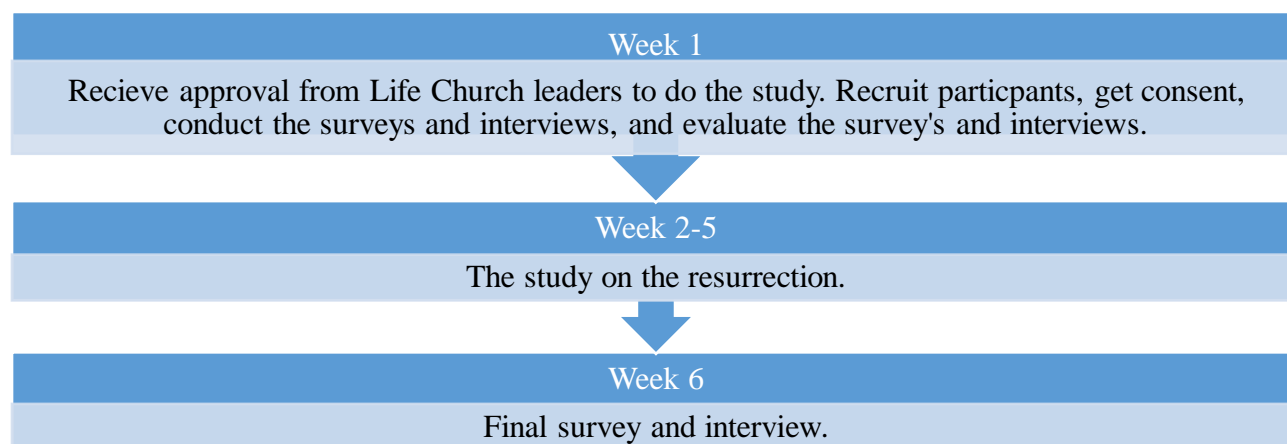 Week 1
Recieve approval from Life Church leaders to do the study. Recruit particpants, get consent,
conduct the surveys and interviews, and evaluate the survey's and interviews.
Week 2-5
The study on the resurrection.
Week 6
Final survey and interview.